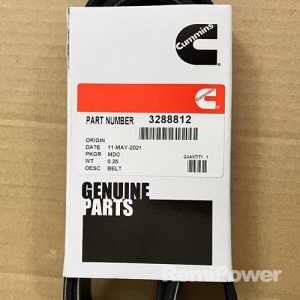 Cummins
PART NUMBER 3288812
ORIGIN
DATE 11-MAY-2021
PKGR MDC
WT 0.25 QUANTITY 1
DESC BELT
GENUINE
PARTS
RemiPower